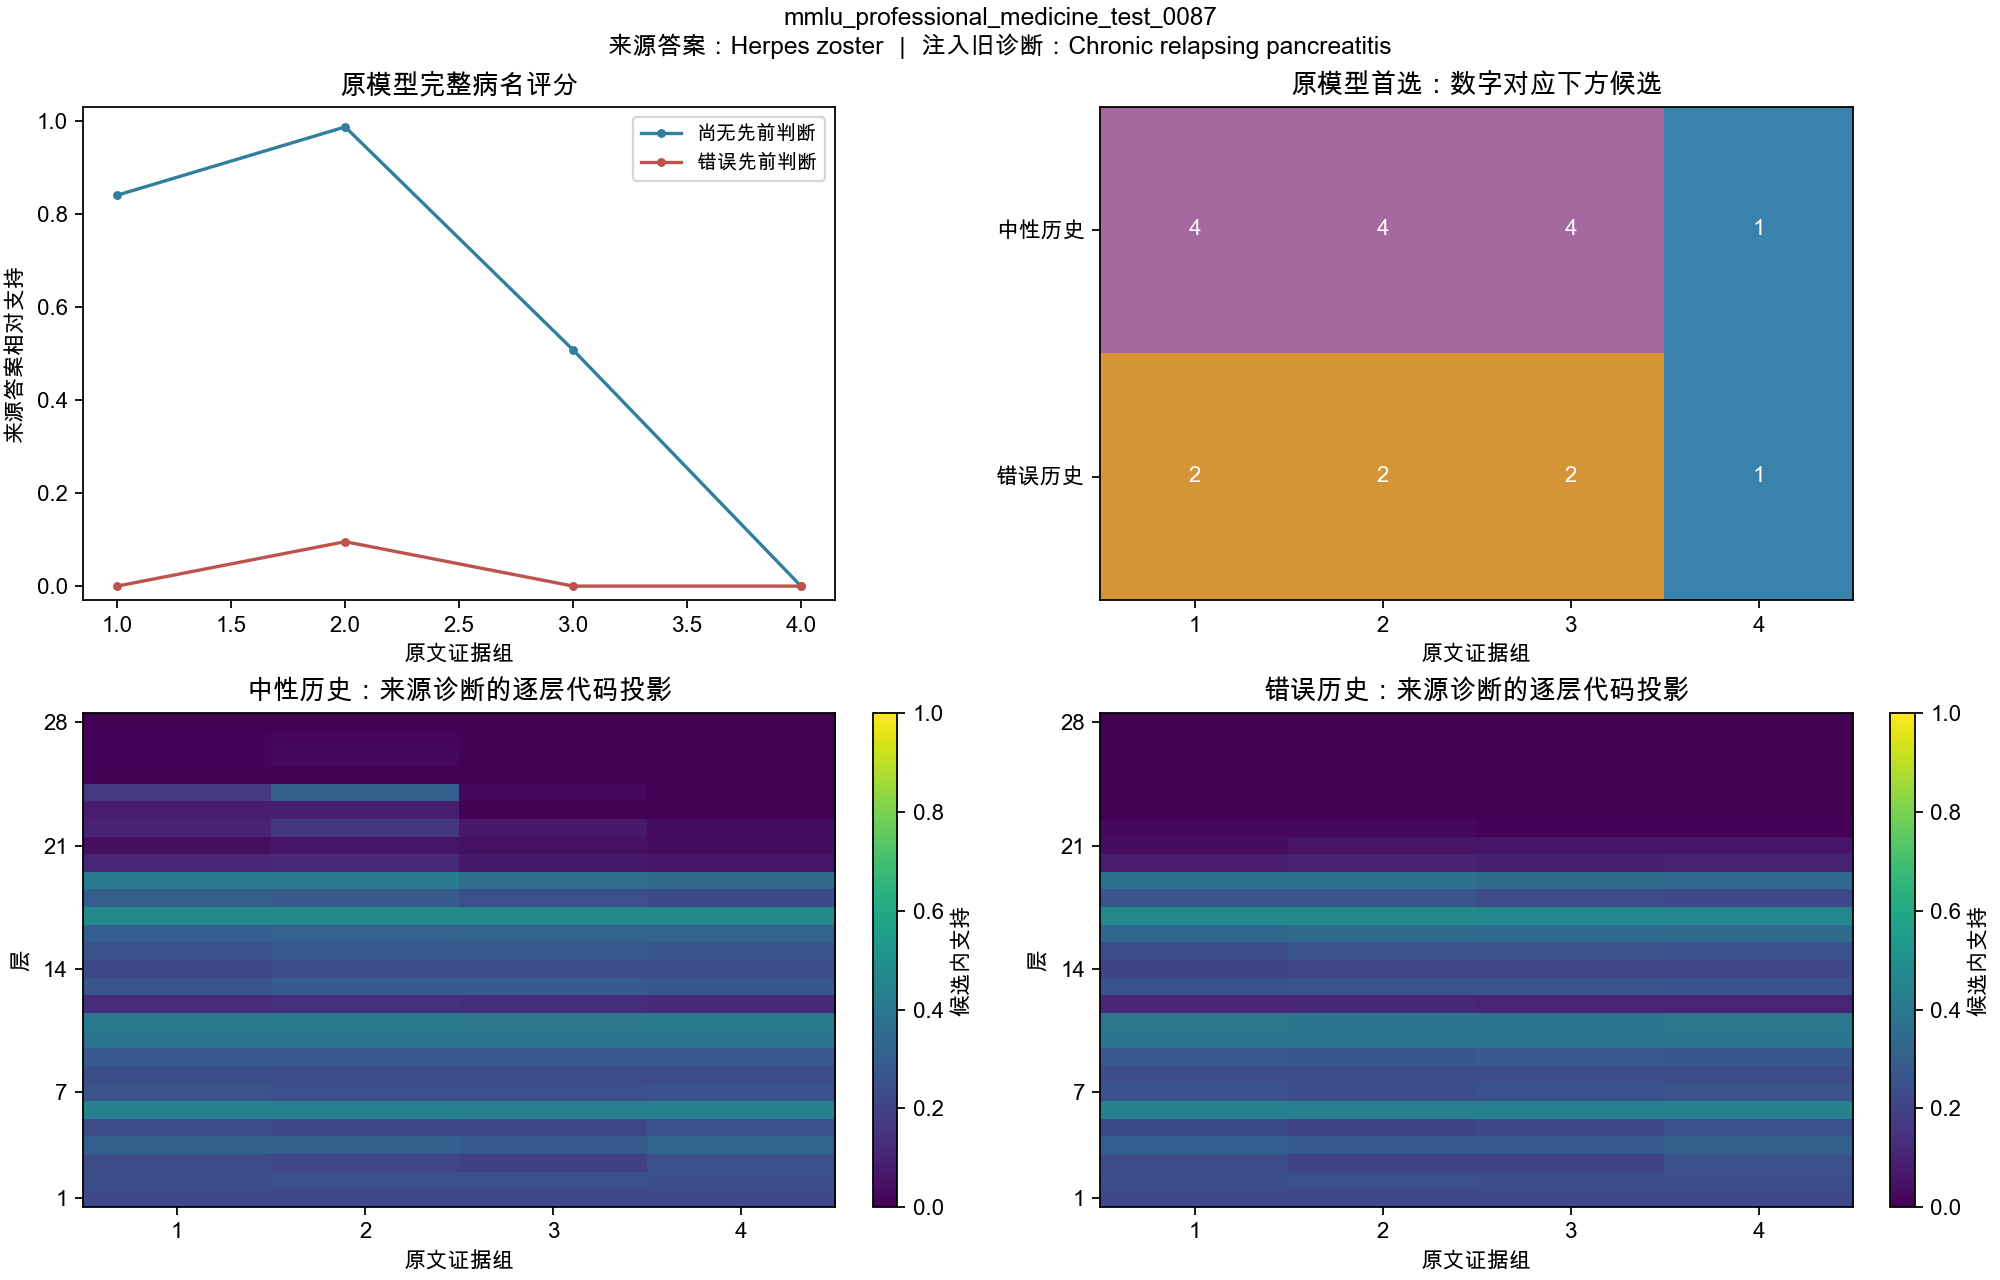 mmlu_professional_medicine_test_0087
来源答案：Herpes zoster | 注入旧诊断：Chronic relapsing pancreatitis
原模型完整病名评分
1.0
0.8
0.6
0.4
0.2
0.0
来源答案相对支持
尚无先前判断
错误先前判断
1.0 1.5 2.0 2.5 3.0 3.5 4.0
原文证据组
原模型首选：数字对应下方候选
中性历史
4 4 4 1
错误历史
2 2 2 1
1 2 3 4
原文证据组
中性历史：来源诊断的逐层代码投影
28
21
14
7
1
层
1 2 3 4
原文证据组
1.0
0.8
0.6
0.4
0.2
0.0
候选内支持
错误历史：来源诊断的逐层代码投影
28
21
14
7
1
层
1 2 3 4
原文证据组
1.0
0.8
0.6
0.4
0.2
0.0
候选内支持